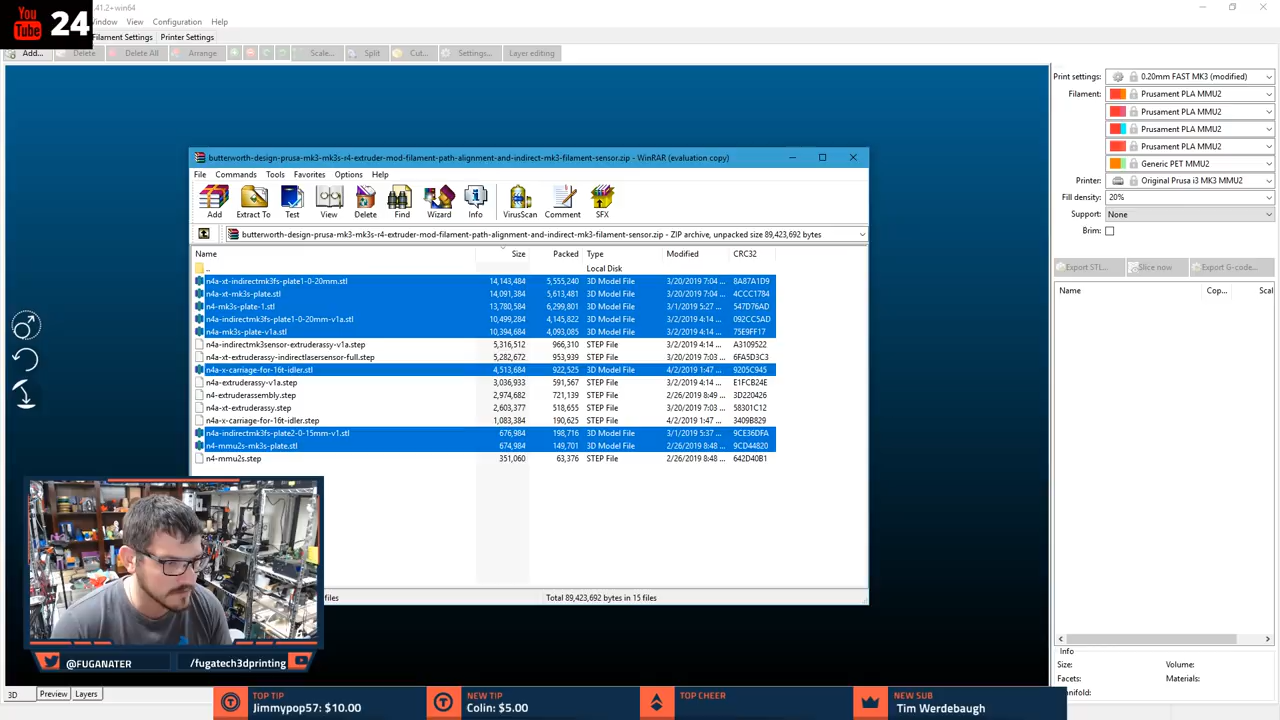 You Tube 24
.41.2+win64
Window View Configuration Help
Filament Settings Printer Settings
Add... Delete Delete All Arrange Scale... Split Cut... Settings... Layer editing
Print settings: 0.20mm FAST MK3 (modified)
Filament: Prusament PLA MMU2
Prusament PLA MMU2
Prusament PLA MMU2
Prusament PLA MMU2
Generic PET MMU2
Printer: Original Prusa i3 MK3 MMU2
Fill density: 20%
Support: None
Brim:
Export STL... Slice now Export G-code...
Name Cop... Scal
butterworth-design-prusa-mk3-mk3s-r4-extruder-mod-filament-path-alignment-and-indirect-mk3-filament-sensor.zip - WinRAR (evaluation copy)
File Commands Tools Favorites Options Help
Add Extract To Test View Delete Find Wizard Info VirusScan Comment SFX
butterworth-design-prusa-mk3-mk3s-r4-extruder-mod-filament-path-alignment-and-indirect-mk3-filament-sensor.zip - ZIP archive, unpacked size 89,423,692 bytes
Name Size Packed Type Modified CRC32
.. Local Disk
n4a-xt-indirectmk3fs-plate1-0-20mm.stl 14,143,484 5,555,240 3D Model File 3/20/2019 7:04 ... 8A87A1D9
n4a-xt-mk3s-plate.stl 14,091,384 5,613,481 3D Model File 3/20/2019 7:04 ... 4CCC1784
n4-mk3s-plate-1.stl 13,780,584 6,299,801 3D Model File 3/1/2019 5:27 ... 547D76AD
n4a-indirectmk3fs-plate1-0-20mm-v1a.stl 10,499,284 4,145,822 3D Model File 3/2/2019 4:14 ... 092CC5AD
n4a-mk3s-plate-v1a.stl 10,394,684 4,093,085 3D Model File 3/2/2019 4:14 ... 75E9FF17
n4a-indirectmk3sensor-extruderassy-v1a.step 5,316,512 966,310 STEP File 3/2/2019 4:14 ... A3109522
n4a-xt-extruderassy-indirectlasersensor-full.step 5,282,672 953,939 STEP File 3/20/2019 7:03 ... 6FA5D3C3
n4a-x-carriage-for-16t-idler.stl 4,513,684 922,525 3D Model File 4/2/2019 1:47 ... 9205C945
n4a-extruderassy-v1a.step 3,036,933 591,567 STEP File 3/2/2019 4:14 ... E1FCB24E
n4-extruderassembly.step 2,974,682 721,139 STEP File 2/26/2019 8:49 ... 3D220426
n4a-xt-extruderassy.step 2,603,377 518,655 STEP File 3/20/2019 7:03 ... 58301C12
n4a-x-carriage-for-16t-idler.step 1,083,384 194,996 STEP File 4/2/2019 1:47 ... 3409B829
n4a-indirectmk3fs-plate2-0-15mm-v1.stl 676,984 198,716 3D Model File 3/1/2019 5:37 ... 9CE36DFA
n4-mmu2s-mk3s-plate.stl 674,984 149,701 3D Model File 2/26/2019 8:48 ... 9CD44820
n4-mmu2s.step 351,060 63,376 STEP File 2/26/2019 8:48 ... 642D40B1
files Total 89,423,692 bytes in 15 files
@FUGANATER /fugatech3dprinting
3D Preview Layers
Info
Size: Volume:
Facets: Materials:
Manifold:
TOP TIP
Jimmypop57: $10.00
NEW TIP
Colin: $5.00
TOP CHEER
NEW SUB
Tim Werdebaugh